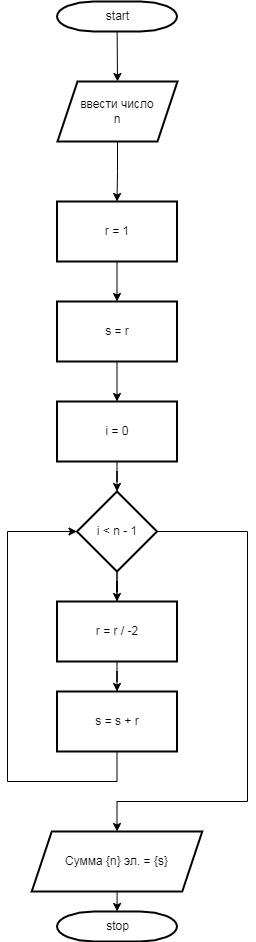 start
ввести число
n
r = 1
s = r
i = 0
i < n - 1
r = r / -2
s = s + r
Сумма {n} эл. = {s}
stop